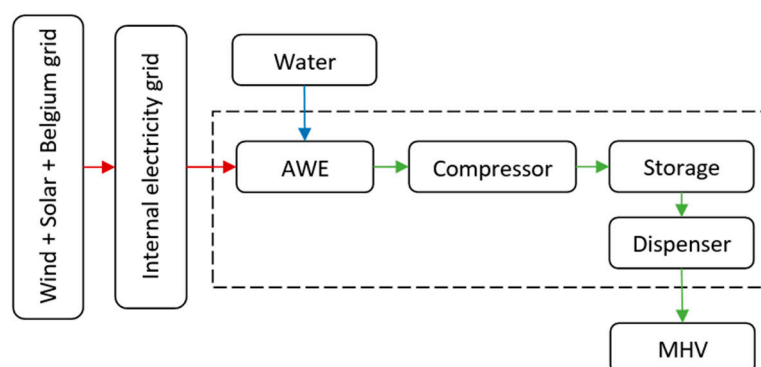 Wind + Solar + Belgium grid
Internal electricity grid
Water
AWE
Compressor
Storage
Dispenser
MHV